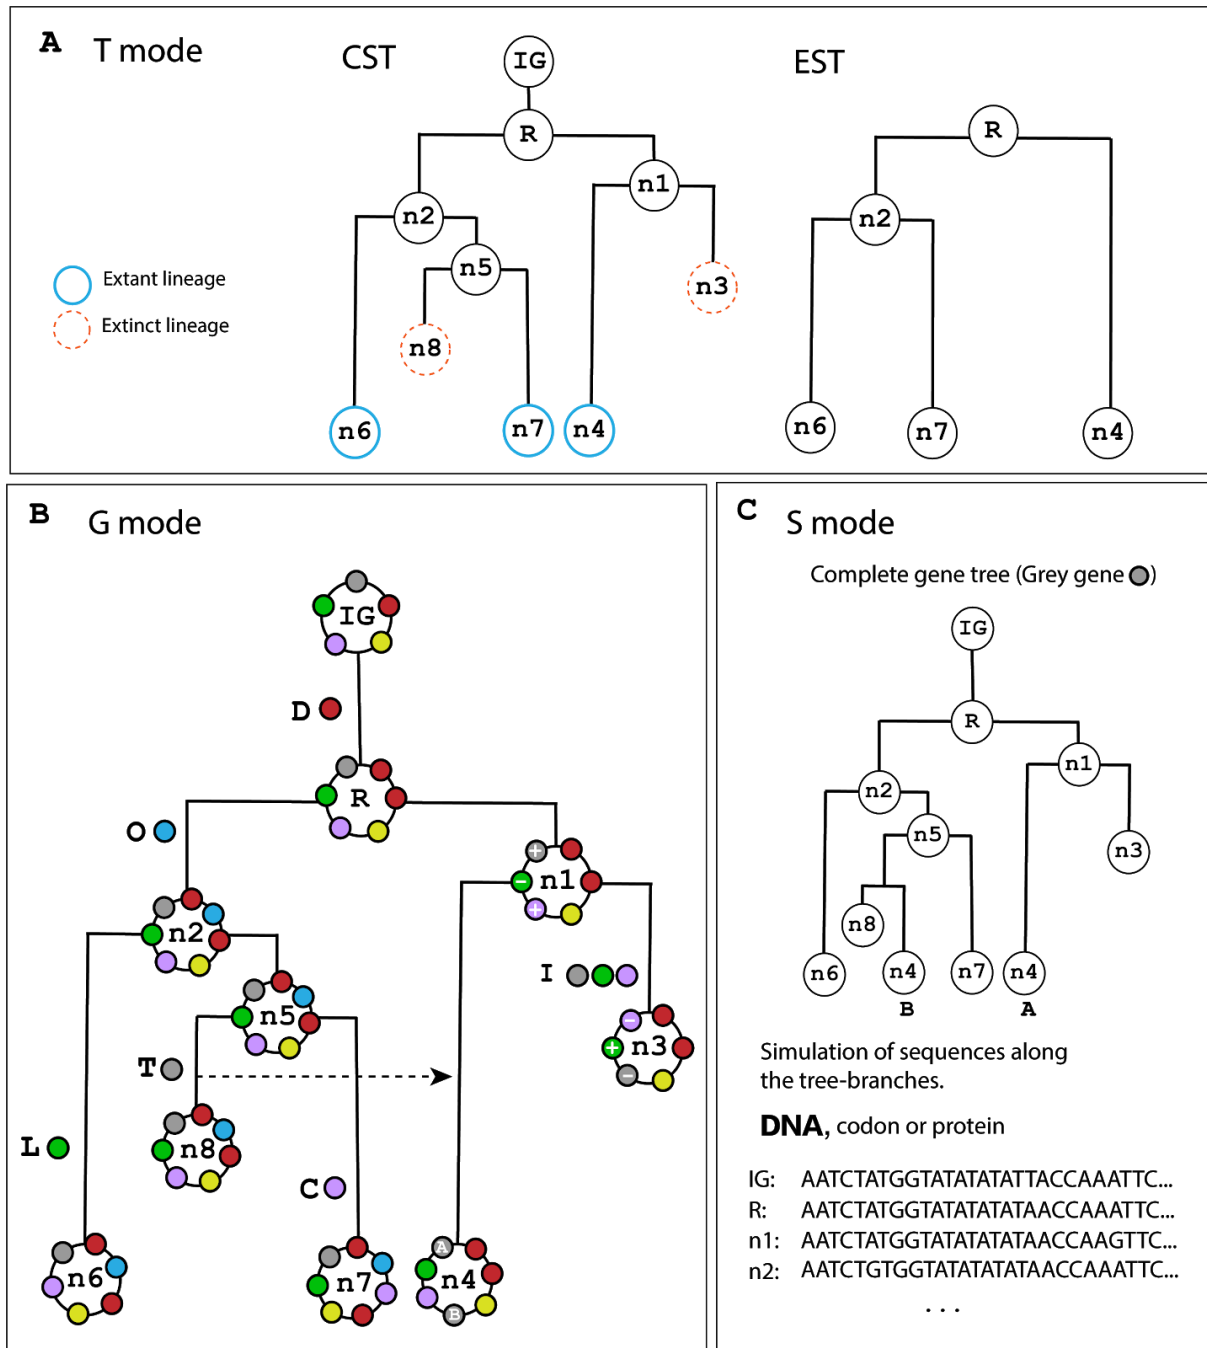 A T mode
CST
EST
IG
R
R
n1
n2
n2
n5
n3
n8
Extant lineage
Extinct lineage
n6
n7
n4
n6
n7
n4
B G mode
IG
D
R
O
+
-
n1
+
n2
I
n5
-
+ n3
-
T
n8
L
C
n6
n7
A
n4
B
C S mode
Complete gene tree (Grey gene )
IG
R
n1
n2
n5
n3
n8
n6
n4
n7
n4
B
A
Simulation of sequences along
the tree-branches.
DNA, codon or protein
IG: AATCTATGGTATATATATTACCAAATTC...
R: AATCTATGGTATATATATAACCAAATTC...
n1: AATCTATGGTATATATATAACCAAGTTC...
n2: AATCTGTGGTATATATATAACCAAATTC...
. . .